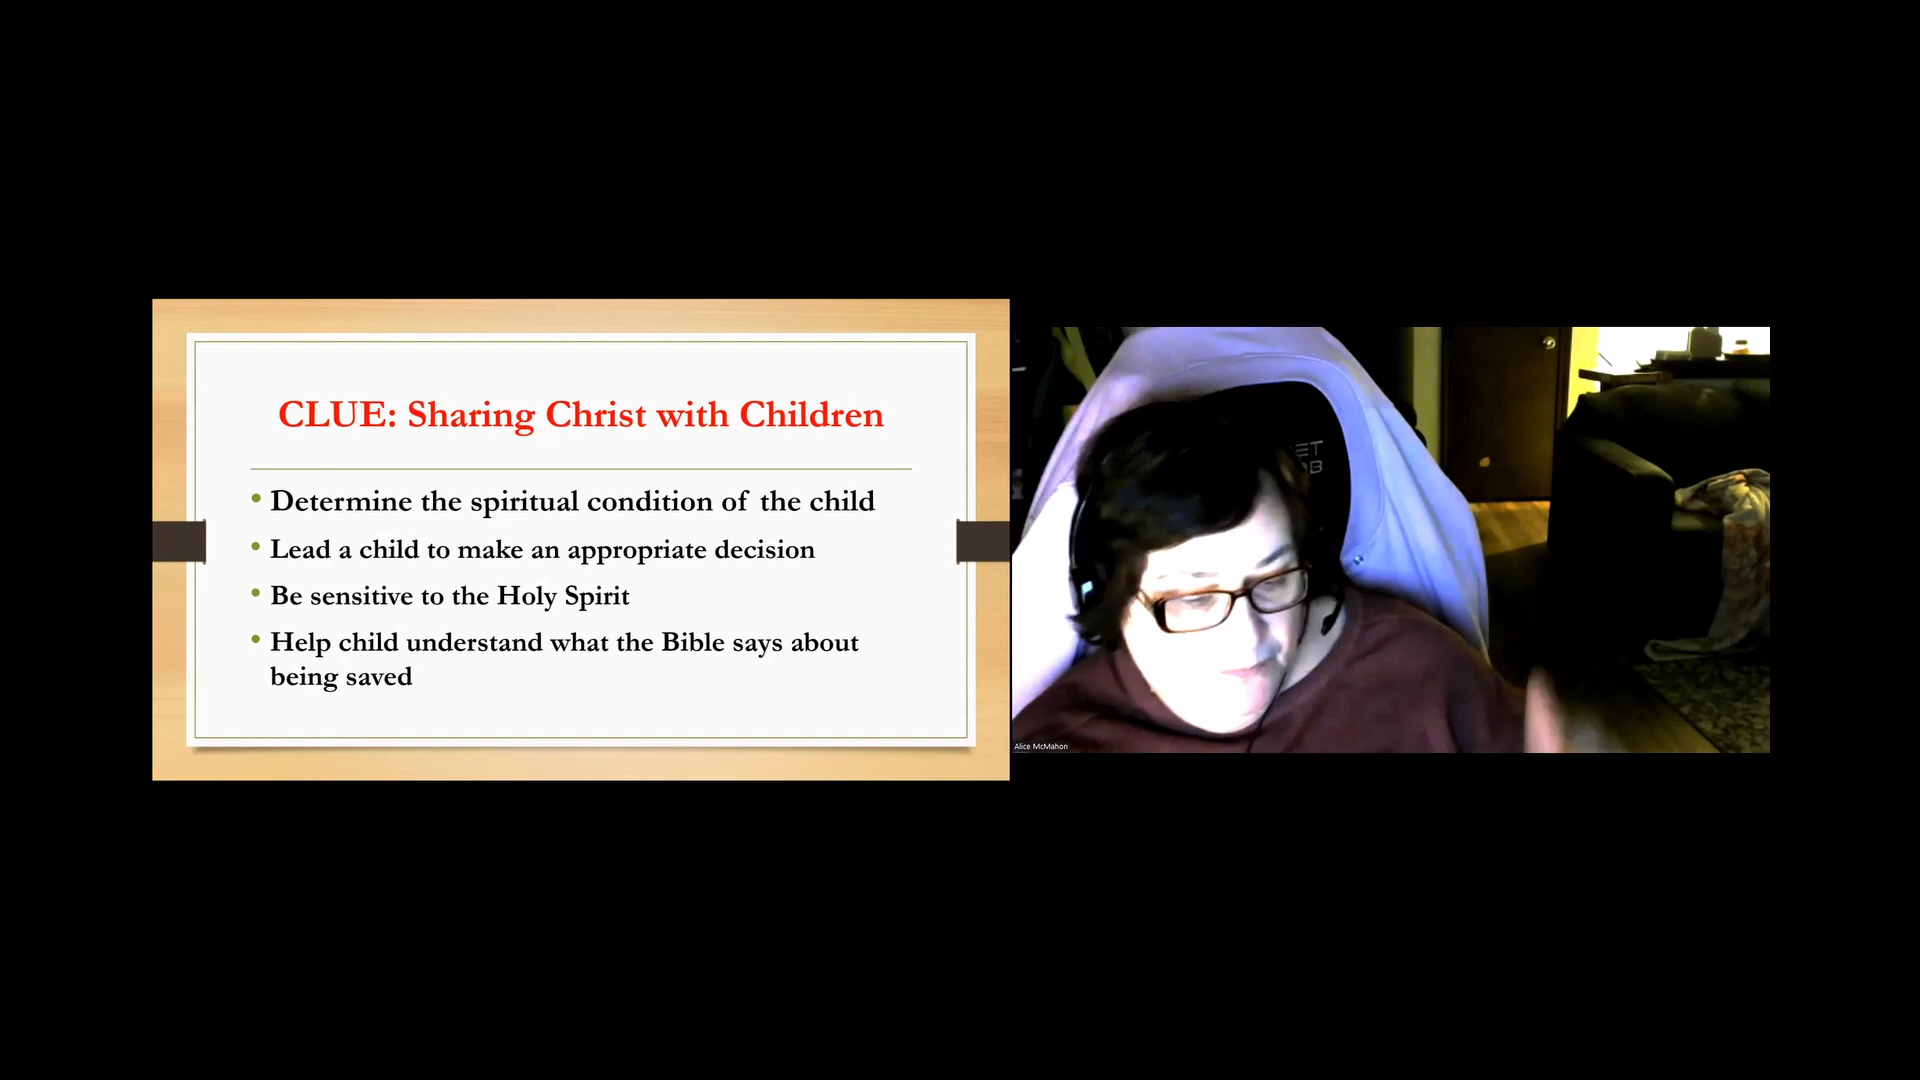 CLUE: Sharing Christ with Children
• Determine the spiritual condition of the child
• Lead a child to make an appropriate decision
• Be sensitive to the Holy Spirit
• Help child understand what the Bible says about
being saved
ET
Alice McMahon